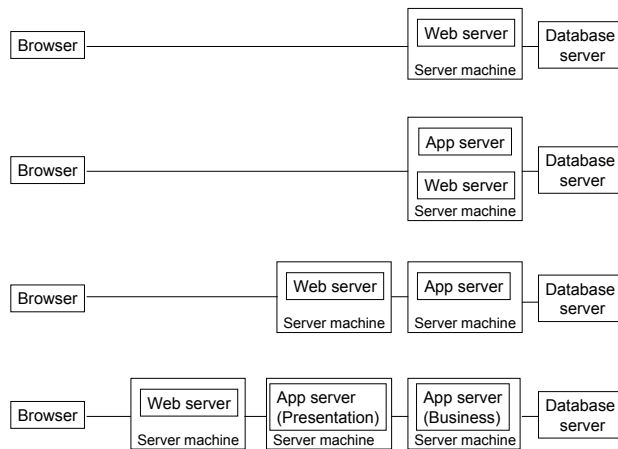 Browser
Web server
Server machine
Database
server
Browser
App server
Web server
Server machine
Database
server
Browser
Web server
Server machine
App server
Server machine
Database
server
Browser
Web server
Server machine
App server
(Presentation)
Server machine
App server
(Business)
Server machine
Database
server